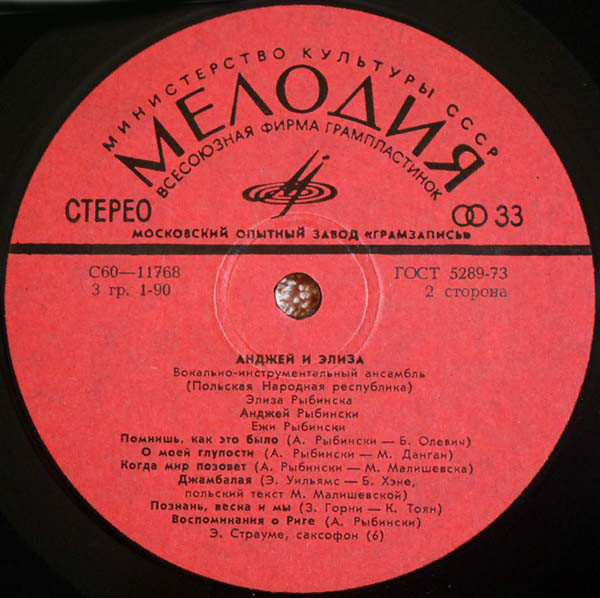 МИНИСТЕРСТВО КУЛЬТУРЫ СССР
МЕЛОДИЯ
ВСЕСОЮЗНАЯ ФИРМА ГРАМПЛАСТИНОК
СТЕРЕО
33
МОСКОВСКИЙ ОПЫТНЫЙ ЗАВОД «ГРАМЗАПИСЬ»
С60—11768
ГОСТ 5289-73
3 гр. 1-90
2 сторона
АНДЖЕЙ И ЭЛИЗА
Вокально-инструментальный ансамбль
(Польская Народная республика)
Элиза Рыбинска
Анджей Рыбински
Ежи Рыбински
Помнишь, как это было (А. Рыбински — Б. Олевич)
О моей глупости (А. Рыбински — М. Данган)
Когда мир позовет (А. Рыбински — М. Малишевска)
Джамбалая (Э. Уильямс — Б. Хэне,
польский текст М. Малишевской)
Познань, весна и мы (З. Горни — К. Тоян)
Воспоминания о Риге (А. Рыбински)
Э. Страуме, саксофон (6)